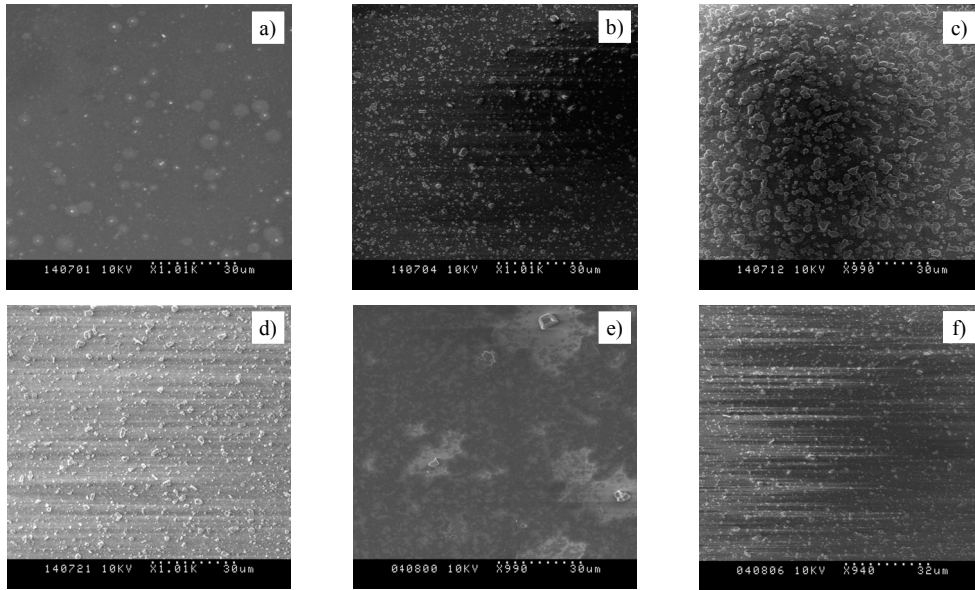 a)
b)
c)
140701 10KV X1.01K 30um
140704 10KV X1.01K 30um
140712 10KV X990 30um
d)
e)
f)
140721 10KV X1.01K 30um
040800 10KV X990 30um
040806 10KV X940 32um